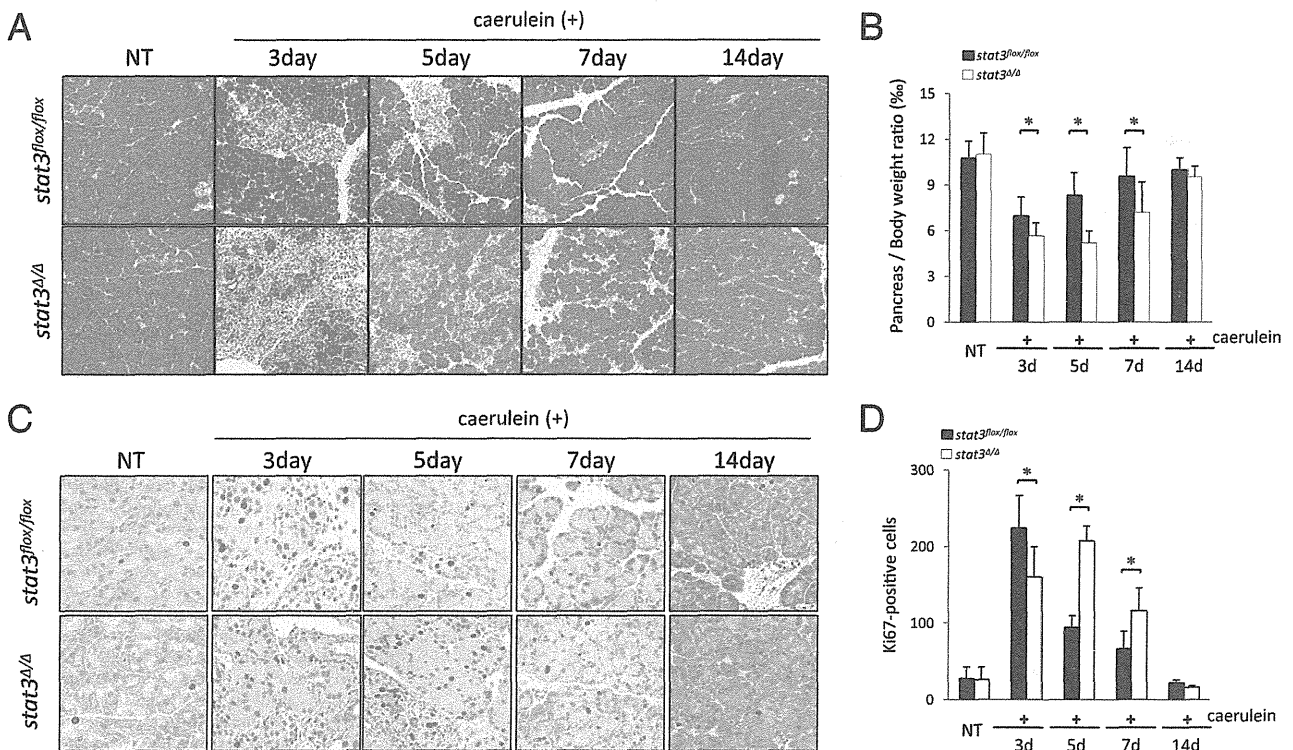 A
caerulein (+)
NT 3day 5day 7day 14day
stat3flox/flox
stat3Δ/Δ
B
stat3flox/flox
stat3Δ/Δ
Pancreas / Body weight ratio (‰)
15
12
9
6
3
0
* * *
NT + + + + caerulein
3d 5d 7d 14d
C
caerulein (+)
NT 3day 5day 7day 14day
stat3flox/flox
stat3Δ/Δ
D
stat3flox/flox
stat3Δ/Δ
Ki67-positive cells
300
200
100
0
* * *
NT + + + + caerulein
3d 5d 7d 14d